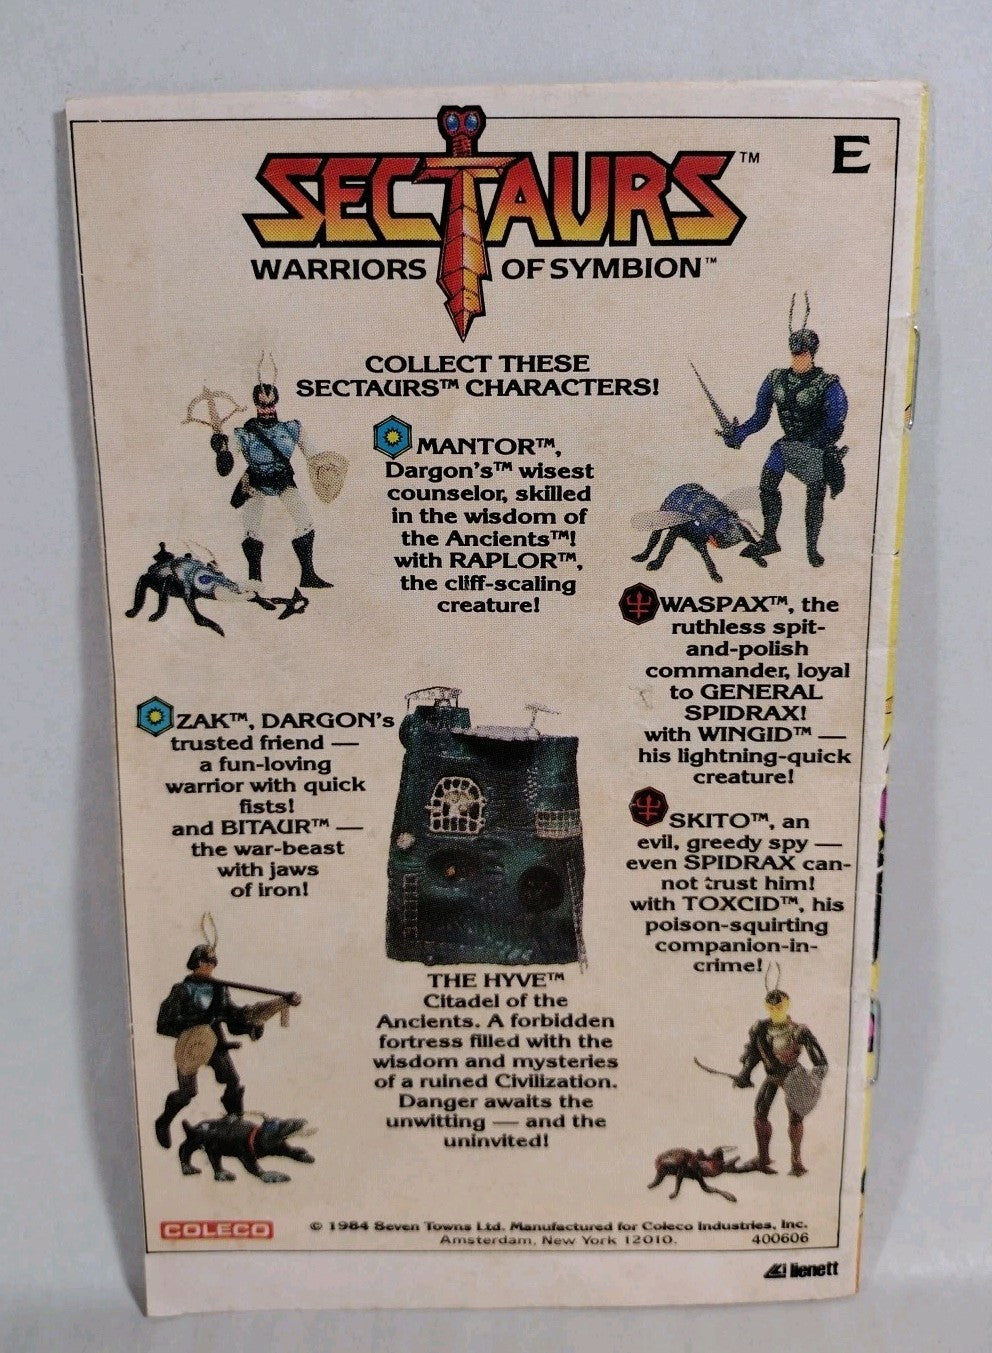 SECTAURS™
E
WARRIORS OF SYMBION™
COLLECT THESE
SECTAURS™ CHARACTERS!
MANTOR™,
Dargon's™ wisest
counselor, skilled
in the wisdom of
the Ancients™!
with RAPLOR™,
the cliff-scaling
creature!
WASPAX™, the
ruthless spit-
and-polish
commander, loyal
to GENERAL
SPIDRAX!
with WINGID™ —
his lightning-quick
creature!
ZAK™, DARGON's
trusted friend —
a fun-loving
warrior with quick
fists!
and BITAUR™ —
the war-beast
with jaws
of iron!
SKITO™, an
evil, greedy spy —
even SPIDRAX can-
not trust him!
with TOXCID™, his
poison-squirting
companion-in-
crime!
THE HYVE™
Citadel of the
Ancients. A forbidden
fortress filled with the
wisdom and mysteries
of a ruined Civilization.
Danger awaits the
unwitting — and the
uninvited!
COLECO
© 1984 Seven Towns Ltd. Manufactured for Coleco Industries, Inc.
Amsterdam, New York 12010. 400606
lienett